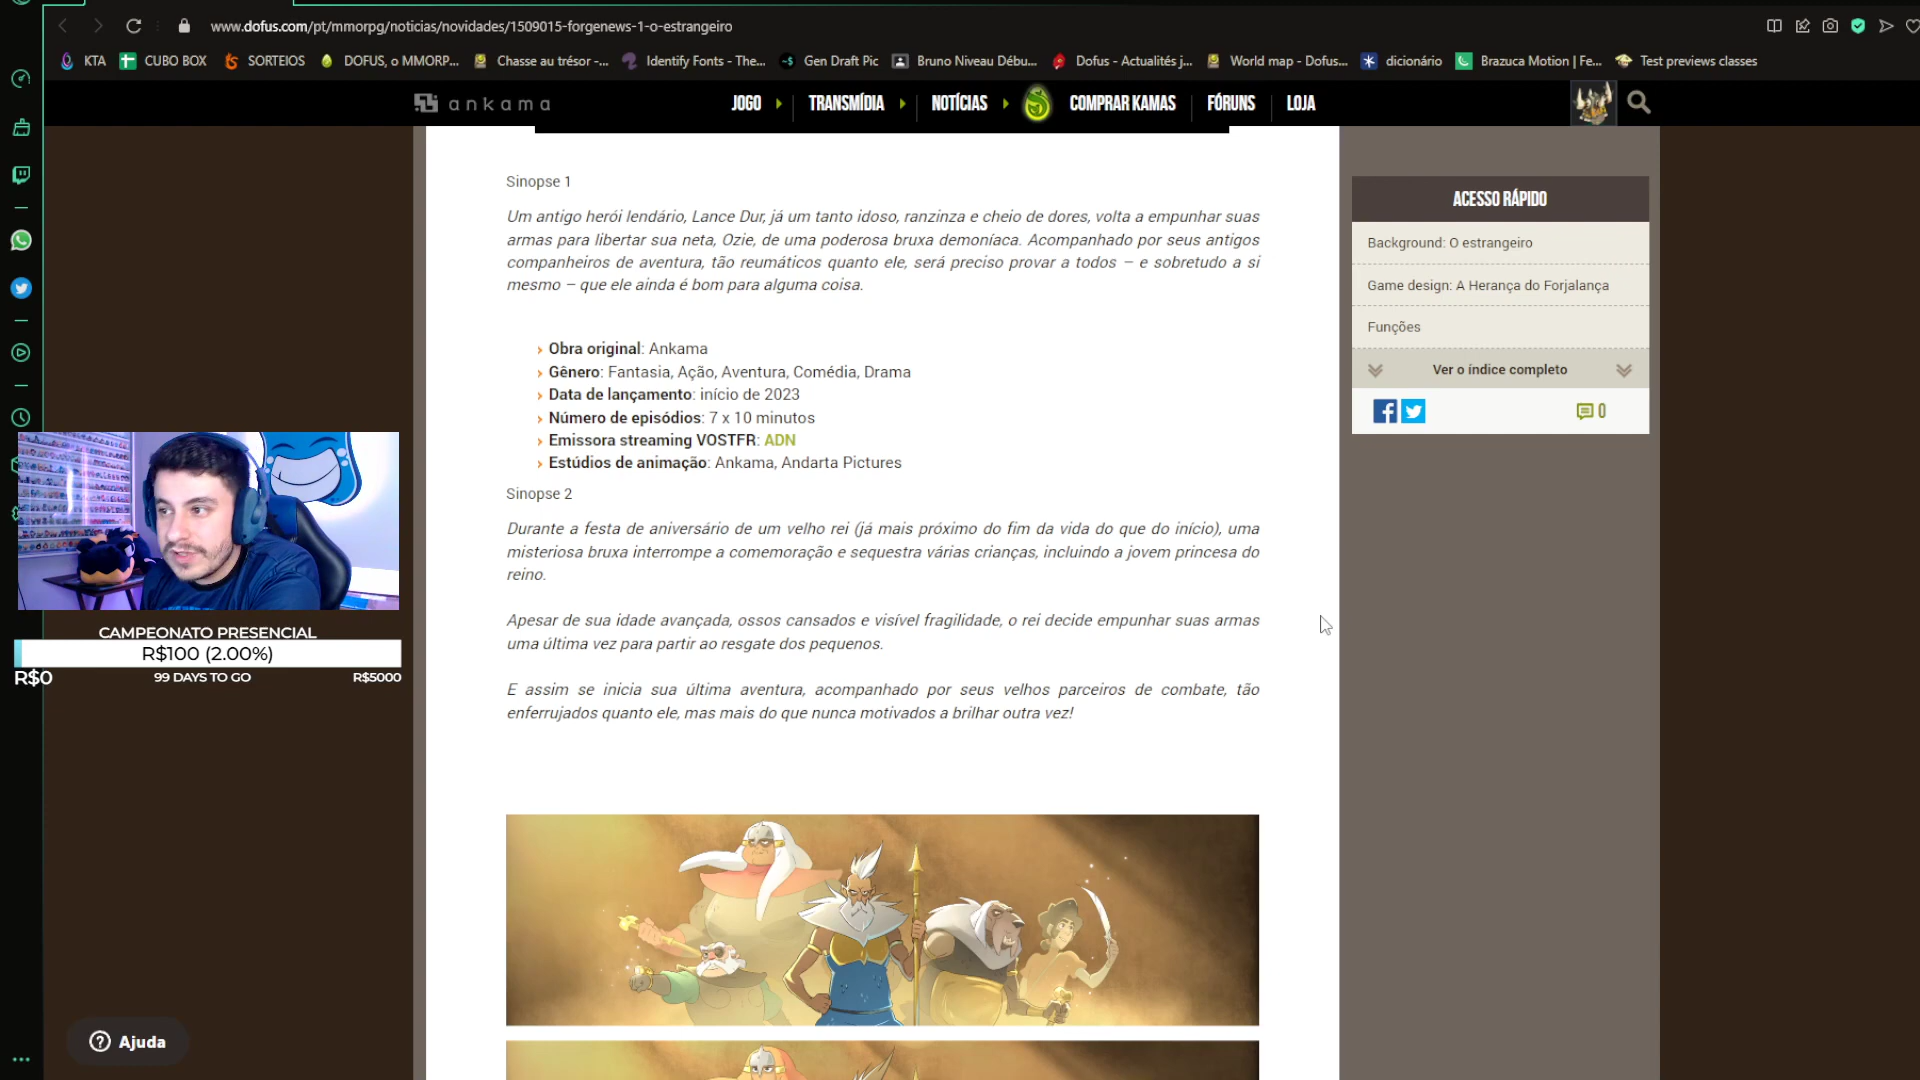 www.dofus.com/pt/mmorpg/noticias/novidades/1509015-forgenews-1-o-estrangeiro
KTA CUBO BOX SORTEIOS DOFUS, o MMORP... Chasse au trésor -... Identify Fonts - The... Gen Draft Pic Bruno Niveau Débu... Dofus - Actualités j... World map - Dofus... dicionário Brazuca Motion | Fe... Test previews classes
ankama JOGO TRANSMÍDIA NOTÍCIAS COMPRAR KAMAS FÓRUNS LOJA
Sinopse 1
Um antigo herói lendário, Lance Dur, já um tanto idoso, ranzinza e cheio de dores, volta a empunhar suas
armas para libertar sua neta, Ozie, de uma poderosa bruxa demoníaca. Acompanhado por seus antigos
companheiros de aventura, tão reumáticos quanto ele, será preciso provar a todos – e sobretudo a si
mesmo – que ele ainda é bom para alguma coisa.
Obra original: Ankama
Gênero: Fantasia, Ação, Aventura, Comédia, Drama
Data de lançamento: início de 2023
Número de episódios: 7 x 10 minutos
Emissora streaming VOSTFR: ADN
Estúdios de animação: Ankama, Andarta Pictures
Sinopse 2
Durante a festa de aniversário de um velho rei (já mais próximo do fim da vida do que do início), uma
misteriosa bruxa interrompe a comemoração e sequestra várias crianças, incluindo a jovem princesa do
reino.
Apesar de sua idade avançada, ossos cansados e visível fragilidade, o rei decide empunhar suas armas
uma última vez para partir ao resgate dos pequenos.
E assim se inicia sua última aventura, acompanhado por seus velhos parceiros de combate, tão
enferrujados quanto ele, mas mais do que nunca motivados a brilhar outra vez!
ACESSO RÁPIDO
Background: O estrangeiro
Game design: A Herança do Forjalança
Funções
Ver o índice completo
0
CAMPEONATO PRESENCIAL
R$100 (2.00%)
R$0 99 DAYS TO GO R$5000
Ajuda